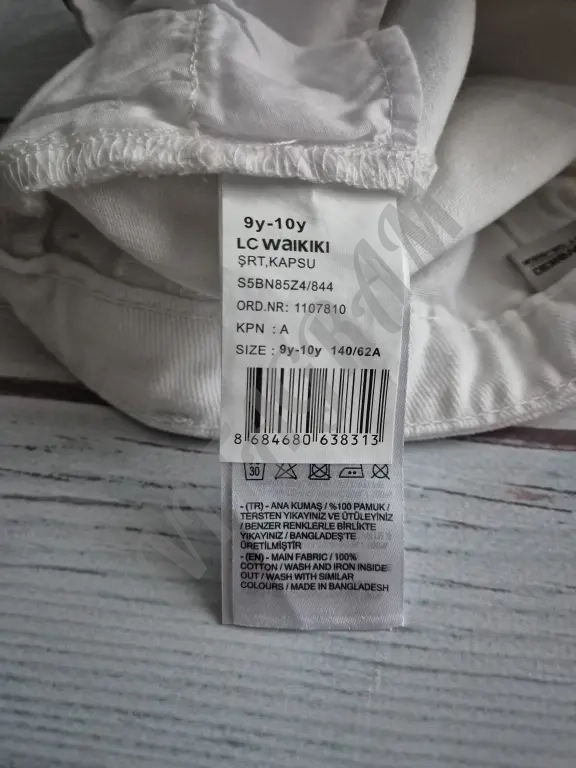 9y-10y
LC WAIKIKI
ŞRT,KAPSU
S5BN85Z4/844
ORD.NR: 1107810
KPN : A
SIZE : 9y-10y 140/62A
8 684680 638313
30
- (TR)- ANA KUMAŞ / %100 PAMUK /
TERSTEN YIKAYINIZ VE ÜTÜLEYİNİZ
/ BENZER RENKLERLE BİRLİKTE
YIKAYINIZ / BANGLADEŞ'TE
ÜRETİLMİŞTİR
- (EN)- MAIN FABRIC / 100%
COTTON / WASH AND IRON INSIDE
OUT / WASH WITH SIMILAR
COLOURS / MADE IN BANGLADESH